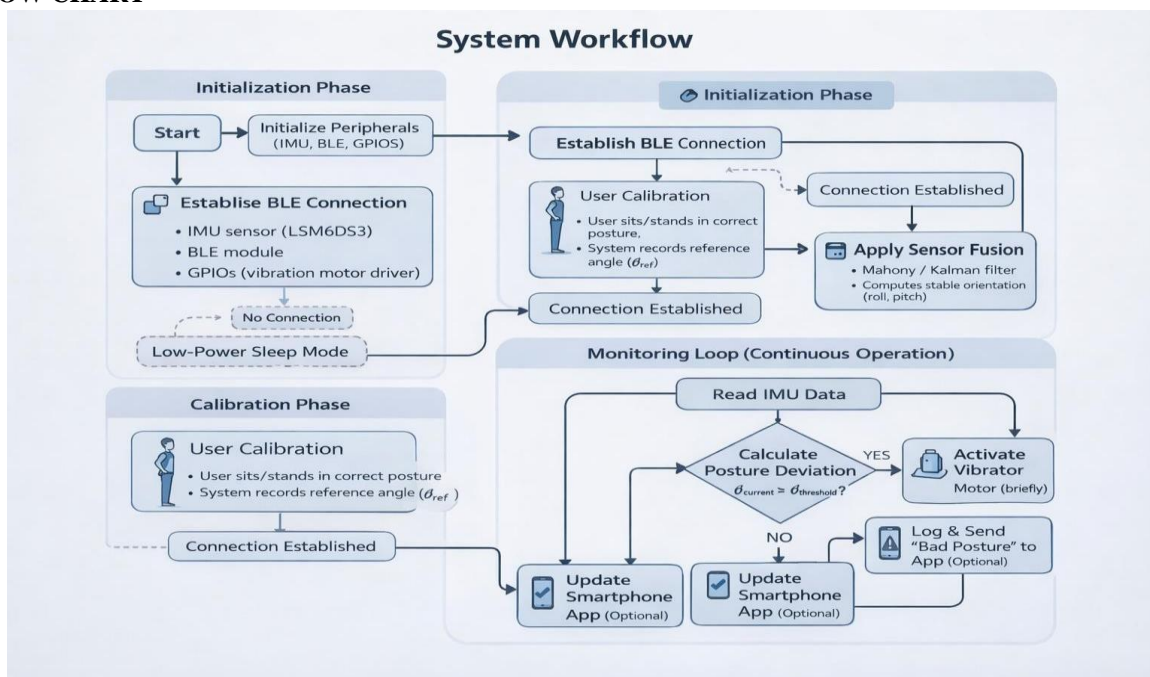 System Workflow
Initialization Phase
Start
Initialize Peripherals
(IMU, BLE, GPIOS)
Establise BLE Connection
• IMU sensor (LSM6DS3)
• BLE module
• GPIOs (vibration motor driver)
No Connection
Low-Power Sleep Mode
Initialization Phase
Establish BLE Connection
User Calibration
• User sits/stands in correct
posture,
• System records reference
angle (θref)
Connection Established
Connection Established
Apply Sensor Fusion
• Mahony / Kalman filter
• Computes stable orientation
(roll, pitch)
Calibration Phase
User Calibration
• User sits/stands in correct posture
• System records reference angle (θref )
Connection Established
Monitoring Loop (Continuous Operation)
Read IMU Data
Calculate
Posture Deviation
θcurrent ≥ θthreshold?
YES
Activate
Vibrator
Motor (briefly)
NO
Log & Send
“Bad Posture” to
App (Optional)
Update
Smartphone
App (Optional)
Update
Smartphone
App (Optional)